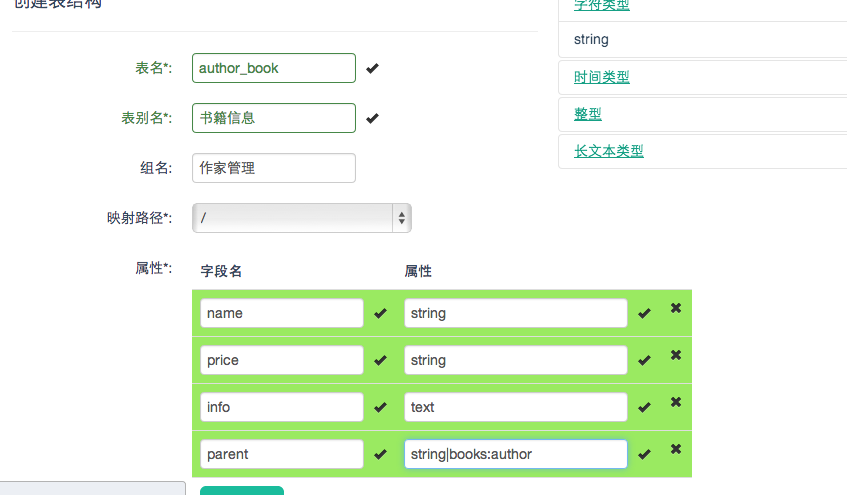 创建表结构
表名*: author_book
表别名*: 书籍信息
组名: 作家管理
映射路径*: /
属性*: 字段名 属性
name string
price string
info text
parent string|books:author
字符类型
string
时间类型
整型
长文本类型